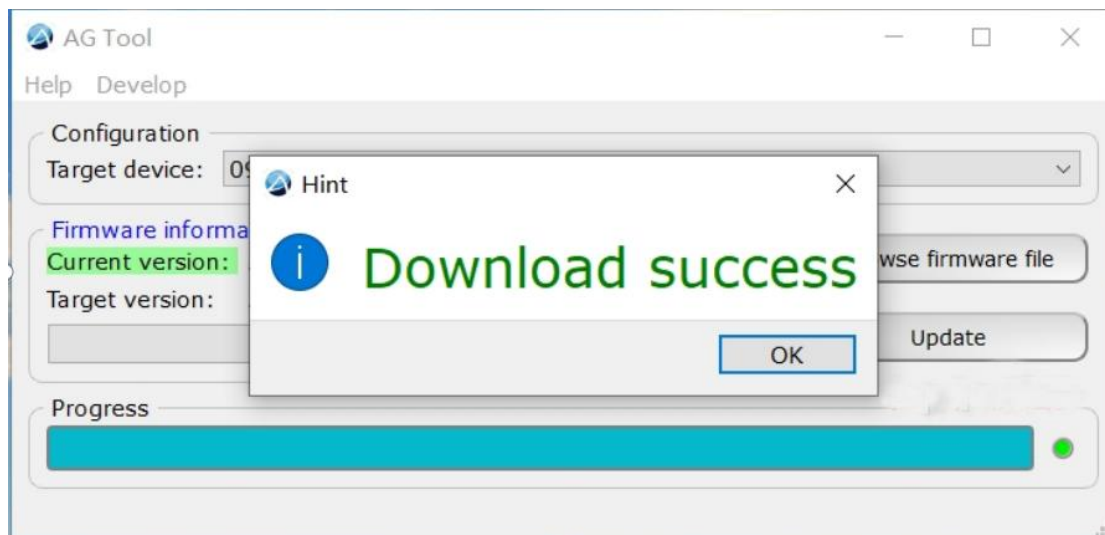 AG Tool
Help Develop
Configuration
Target device: 09
Hint
Firmware informa
Current version:
Download success
wse firmware file
Target version:
Update
OK
Progress